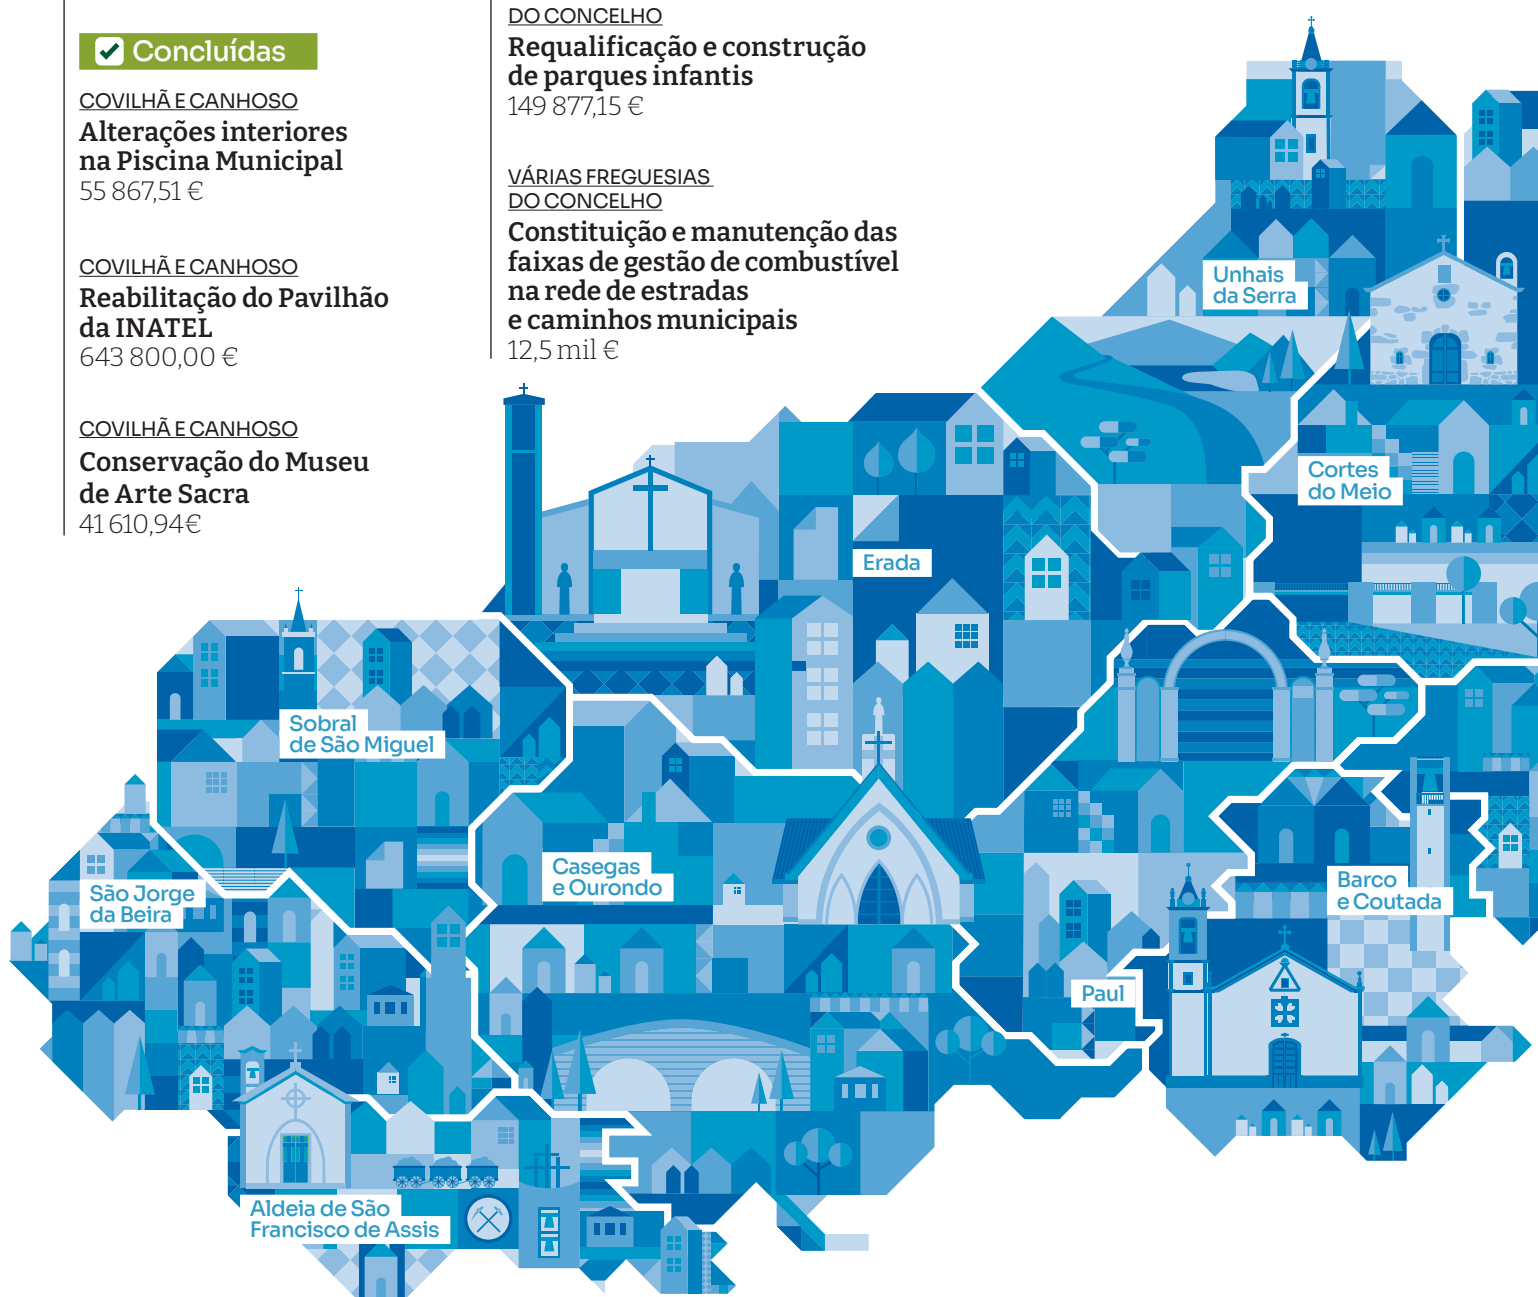 Concluídas
COVILHÃ E CANHOSO
Alterações interiores
na Piscina Municipal
55 867,51 €
COVILHÃ E CANHOSO
Reabilitação do Pavilhão
da INATEL
643 800,00 €
COVILHÃ E CANHOSO
Conservação do Museu
de Arte Sacra
41 610,94€
DO CONCELHO
Requalificação e construção
de parques infantis
149 877,15 €
VÁRIAS FREGUESIAS
DO CONCELHO
Constituição e manutenção das
faixas de gestão de combustível
na rede de estradas
e caminhos municipais
12,5 mil €
Unhais
da Serra
Cortes
do Meio
Erada
Sobral
de São Miguel
Casegas
e Ourondo
São Jorge
da Beira
Barco
e Coutada
Paul
Aldeia de São
Francisco de Assis